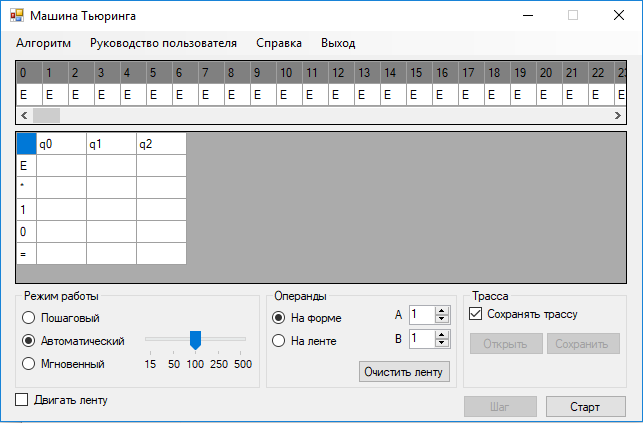 Машина Тьюринга
Алгоритм Руководство пользователя Справка Выход
0 1 2 3 4 5 6 7 8 9 10 11 12 13 14 15 16 17 18 19 20 21 22 23
E E E E E E E E E E E E E E E E E E E E E E E E
q0 q1 q2
E
*
1
0
=
Режим работы Операнды Трасса
Пошаговый На форме A 1 Сохранять трассу
Автоматический На ленте B 1 Открыть Сохранить
Мгновенный 15 50 100 250 500 Очистить ленту
Двигать ленту Шаг Старт